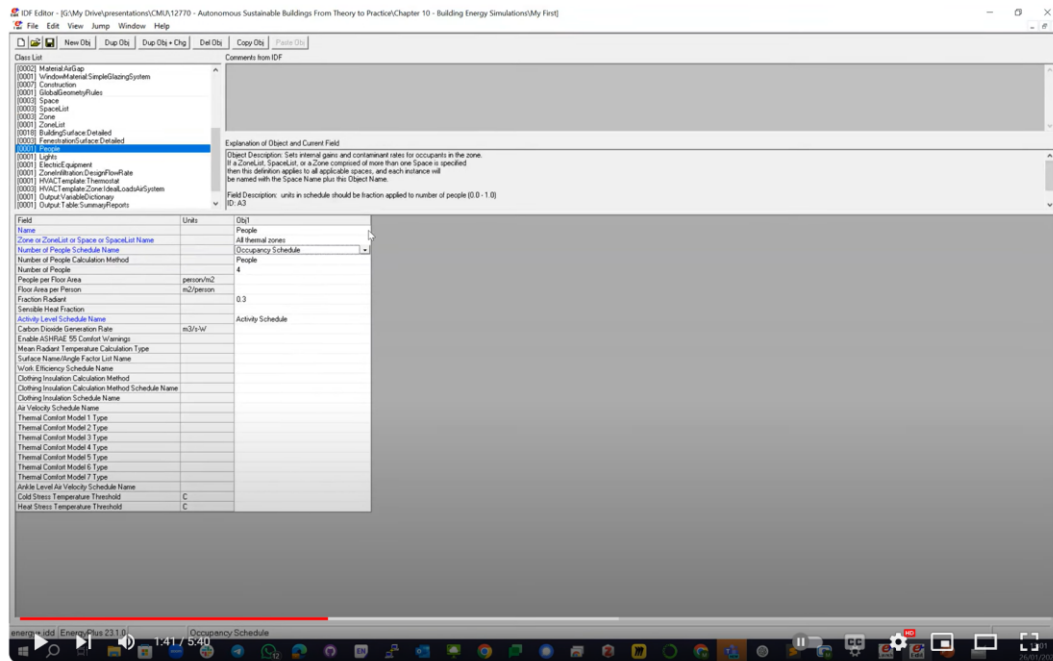 IDF Editor - [G:\My Drive\presentations\CMU\12770 - Autonomous Sustainable Buildings From Theory to Practice\Chapter 10 - Building Energy Simulations\My First]
File Edit View Jump Window Help
New Obj Dup Obj Dup Obj + Chg Del Obj Copy Obj Paste Obj
Class List
Comments from IDF
[0002] Material:AirGap
[0001] WindowMaterial:SimpleGlazingSystem
[0007] Construction
[0001] GlobalGeometryRules
[0003] Space
[0003] SpaceList
[0003] Zone
[0001] ZoneList
[0018] BuildingSurface:Detailed
[0003] FenestrationSurface:Detailed
[0001] People
[0001] Lights
[0001] ElectricEquipment
[0001] ZoneInfiltration:DesignFlowRate
[0001] HVACTemplate:Thermostat
[0003] HVACTemplate:Zone:IdealLoadsAirSystem
[0001] Output:VariableDictionary
[0001] Output:Table:SummaryReports
Explanation of Object and Current Field
Object Description: Sets internal gains and contaminant rates for occupants in the zone.
If a ZoneList, SpaceList, or a Zone comprised of more than one Space is specified
then this definition applies to all applicable spaces, and each instance will
be named with the Space Name plus this Object Name.
Field Description: units in schedule should be fraction applied to number of people (0.0 - 1.0)
ID: A3
Field Units Obj1
Name People
Zone or ZoneList or Space or SpaceList Name All thermal zones
Number of People Schedule Name Occupancy Schedule
Number of People Calculation Method People
Number of People 4
People per Floor Area person/m2
Floor Area per Person m2/person
Fraction Radiant 0.3
Sensible Heat Fraction
Activity Level Schedule Name Activity Schedule
Carbon Dioxide Generation Rate m3/s-W
Enable ASHRAE 55 Comfort Warnings
Mean Radiant Temperature Calculation Type
Surface Name/Angle Factor List Name
Work Efficiency Schedule Name
Clothing Insulation Calculation Method
Clothing Insulation Calculation Method Schedule Name
Clothing Insulation Schedule Name
Air Velocity Schedule Name
Thermal Comfort Model 1 Type
Thermal Comfort Model 2 Type
Thermal Comfort Model 3 Type
Thermal Comfort Model 4 Type
Thermal Comfort Model 5 Type
Thermal Comfort Model 6 Type
Thermal Comfort Model 7 Type
Ankle Level Air Velocity Schedule Name
Cold Stress Temperature Threshold C
Heat Stress Temperature Threshold C
energy+.idd EnergyPlus 23.1.0 Occupancy Schedule
1:41 / 5:40
HD